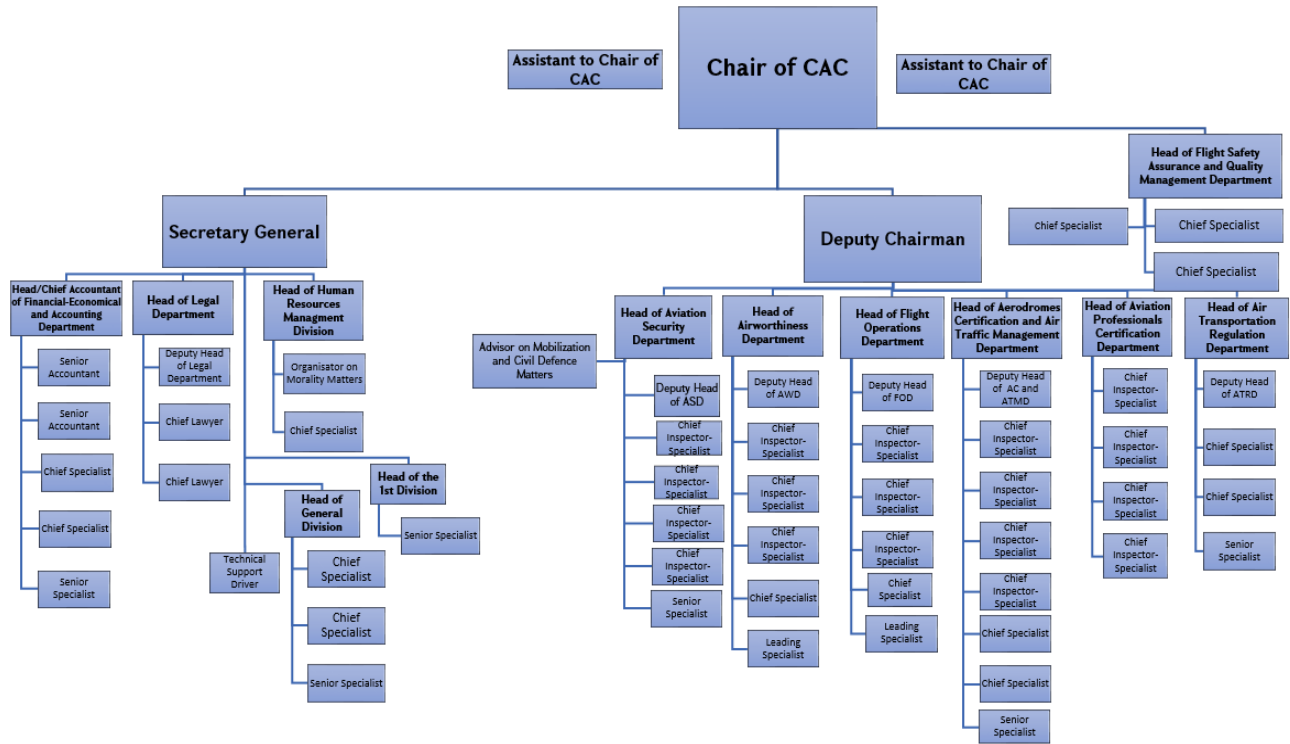 Chair of CAC
Assistant to Chair of
CAC
Assistant to Chair of
CAC
Head of Flight Safety
Assurance and Quality
Management Department
Chief Specialist
Chief Specialist
Chief Specialist
Secretary General
Deputy Chairman
Head/Chief Accountant
of Financial-Economical
and Accounting
Department
Senior
Accountant
Senior
Accountant
Chief Specialist
Chief Specialist
Senior
Specialist
Head of Legal
Department
Deputy Head
of Legal
Department
Chief Lawyer
Chief Lawyer
Head of Human
Resources
Managment
Division
Organisator on
Morality Matters
Chief Specialist
Head of the
1st Division
Senior Specialist
Head of
General
Division
Chief
Specialist
Chief
Specialist
Senior Specialist
Technical
Support
Driver
Head of Aviation
Security
Department
Advisor on Mobilization
and Civil Defence
Matters
Deputy Head
of ASD
Chief
Inspector-
Specialist
Chief
Inspector-
Specialist
Chief
Inspector-
Specialist
Chief
Inspector-
Specialist
Senior
Specialist
Head of
Airworthiness
Department
Deputy Head
of AWD
Chief
Inspector-
Specialist
Chief
Inspector-
Specialist
Chief
Inspector-
Specialist
Chief Specialist
Leading
Specialist
Head of Flight
Operations
Department
Deputy Head
of FOD
Chief
Inspector-
Specialist
Chief
Inspector-
Specialist
Chief
Inspector-
Specialist
Chief
Specialist
Leading
Specialist
Head of Aerodromes
Certification and Air
Traffic Management
Department
Deputy Head
of AC and
ATMD
Chief
Inspector-
Specialist
Chief
Inspector-
Specialist
Chief
Inspector-
Specialist
Chief
Inspector-
Specialist
Chief Specialist
Chief Specialist
Senior
Specialist
Head of Aviation
Professionals
Certification
Department
Chief
Inspector-
Specialist
Chief
Inspector-
Specialist
Chief
Inspector-
Specialist
Chief
Inspector-
Specialist
Head of Air
Transportation
Regulation
Department
Deputy Head
of ATRD
Chief
Specialist
Chief
Specialist
Senior
Specialist